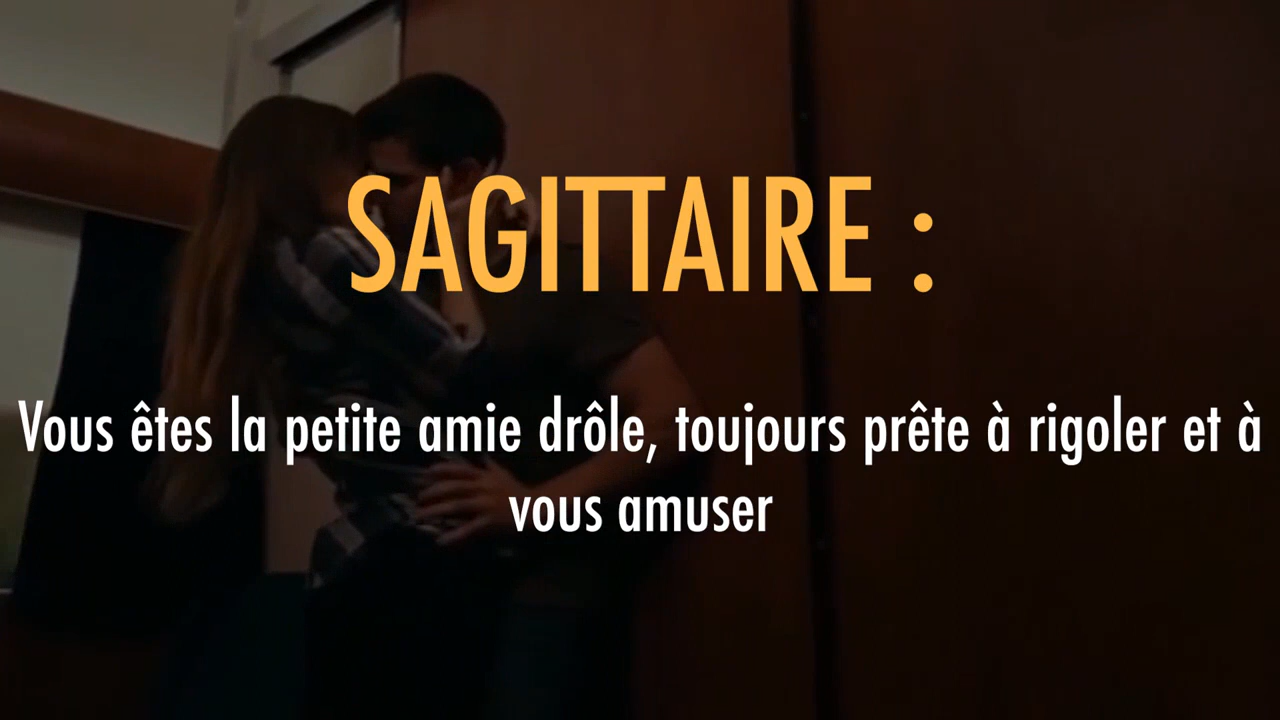 SAGITTAIRE :
Vous êtes la petite amie drôle, toujours prête à rigoler et à
vous amuser